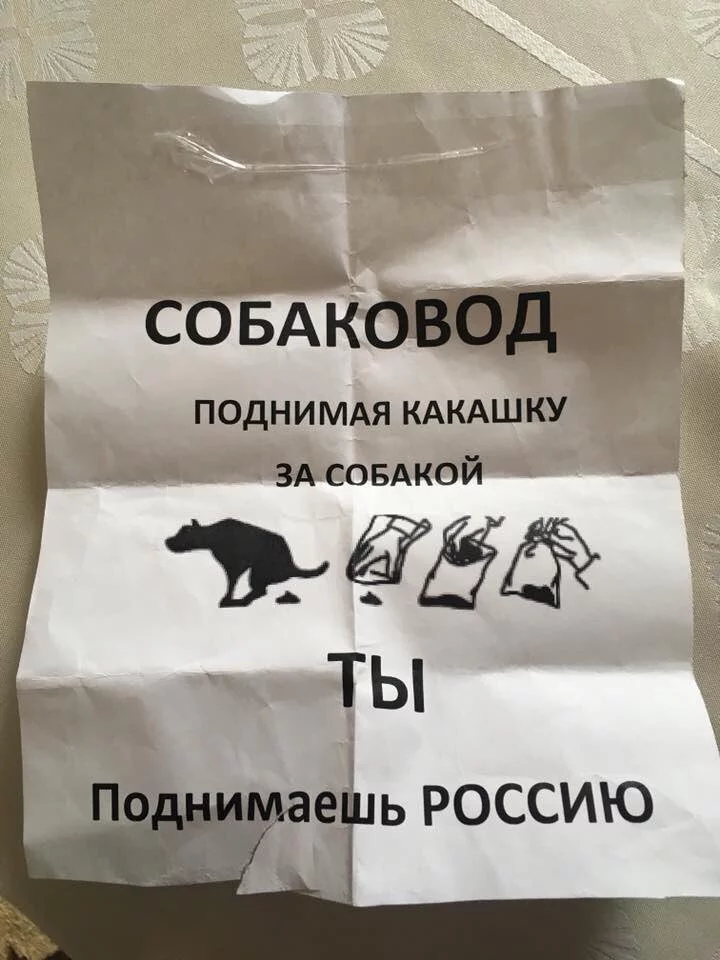 СОБАКОВОД
ПОДНИМАЯ КАКАШКУ
ЗА СОБАКОЙ
ТЫ
Поднимаешь РОССИЮ